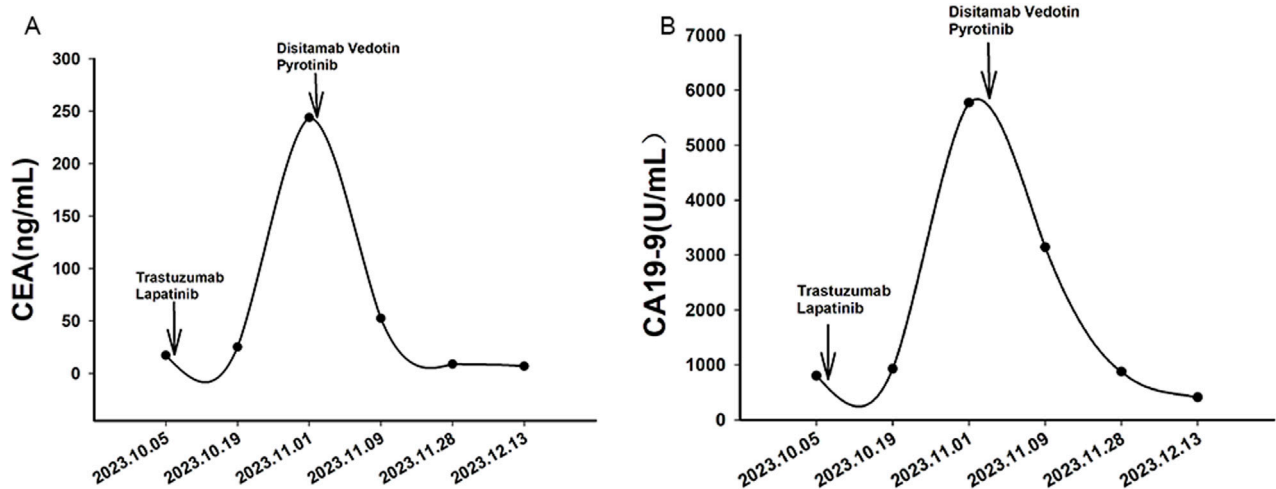 A
Disitamab Vedotin
Pyrotinib
300
250
200
150
100
50
0
CEA(ng/mL)
Trastuzumab
Lapatinib
2023.10.05
2023.10.19
2023.11.01
2023.11.09
2023.11.28
2023.12.13
B
Disitamab Vedotin
Pyrotinib
7000
6000
5000
4000
3000
2000
1000
0
CA19-9(U/mL)
Trastuzumab
Lapatinib
2023.10.05
2023.10.19
2023.11.01
2023.11.09
2023.11.28
2023.12.13